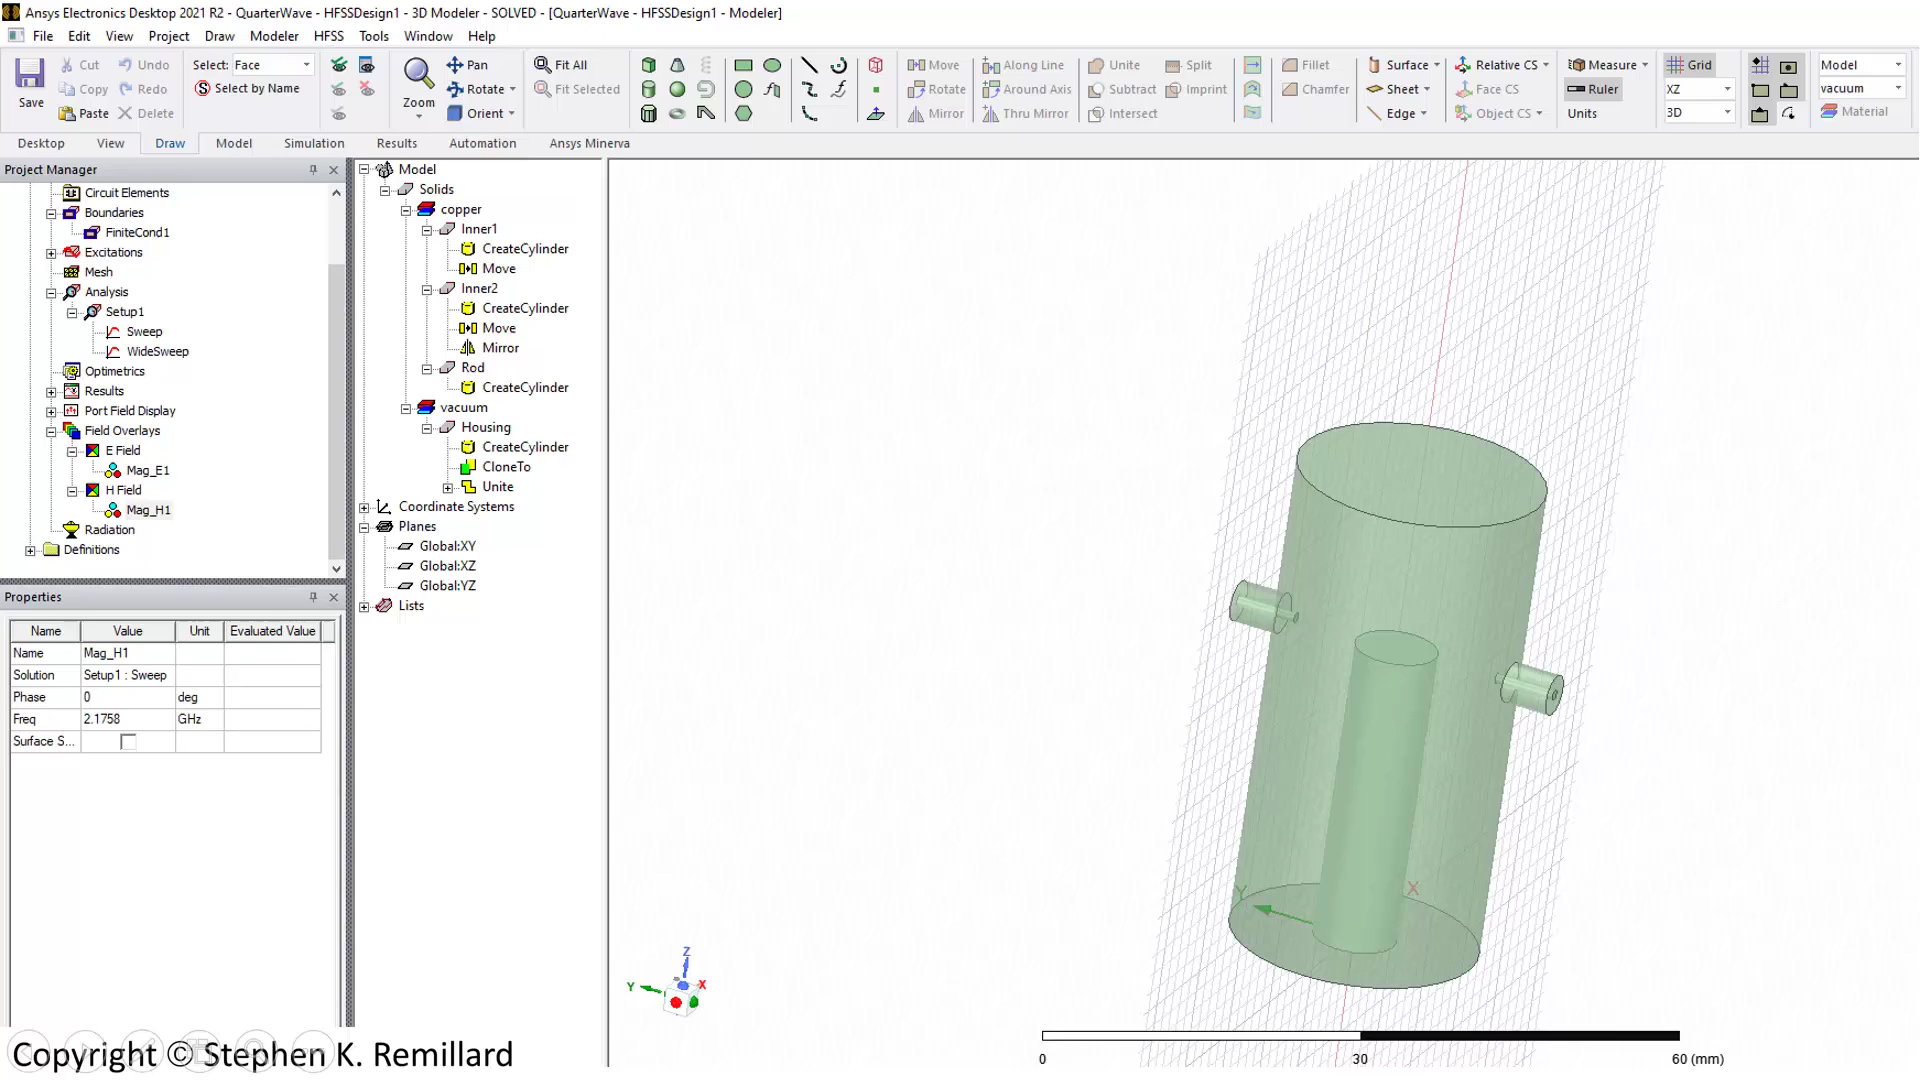 Ansys Electronics Desktop 2021 R2 - QuarterWave - HFSSDesign1 - 3D Modeler - SOLVED - [QuarterWave - HFSSDesign1 - Modeler]
File Edit View Project Draw Modeler HFSS Tools Window Help
Save
Cut
Copy
Paste
Undo
Redo
Delete
Select: Face
Select by Name
Zoom
Pan
Rotate
Orient
Fit All
Fit Selected
Move
Rotate
Mirror
Along Line
Around Axis
Thru Mirror
Unite
Subtract
Intersect
Split
Imprint
Fillet
Chamfer
Surface
Sheet
Edge
Relative CS
Face CS
Object CS
Measure
Ruler
Units
Grid
XZ
3D
Model
vacuum
Material
Desktop View Draw Model Simulation Results Automation Ansys Minerva
Project Manager
Circuit Elements
Boundaries
FiniteCond1
Excitations
Mesh
Analysis
Setup1
Sweep
WideSweep
Optimetrics
Results
Port Field Display
Field Overlays
E Field
Mag_E1
H Field
Mag_H1
Radiation
Definitions
Properties
Name Value Unit Evaluated Value
Name Mag_H1
Solution Setup1 : Sweep
Phase 0 deg
Freq 2.1758 GHz
Surface S...
Model
Solids
copper
Inner1
CreateCylinder
Move
Inner2
CreateCylinder
Move
Mirror
Rod
CreateCylinder
vacuum
Housing
CreateCylinder
CloneTo
Unite
Coordinate Systems
Planes
Global:XY
Global:XZ
Global:YZ
Lists
Y
X
Z
Y
X
0 30 60 (mm)
Copyright © Stephen K. Remillard